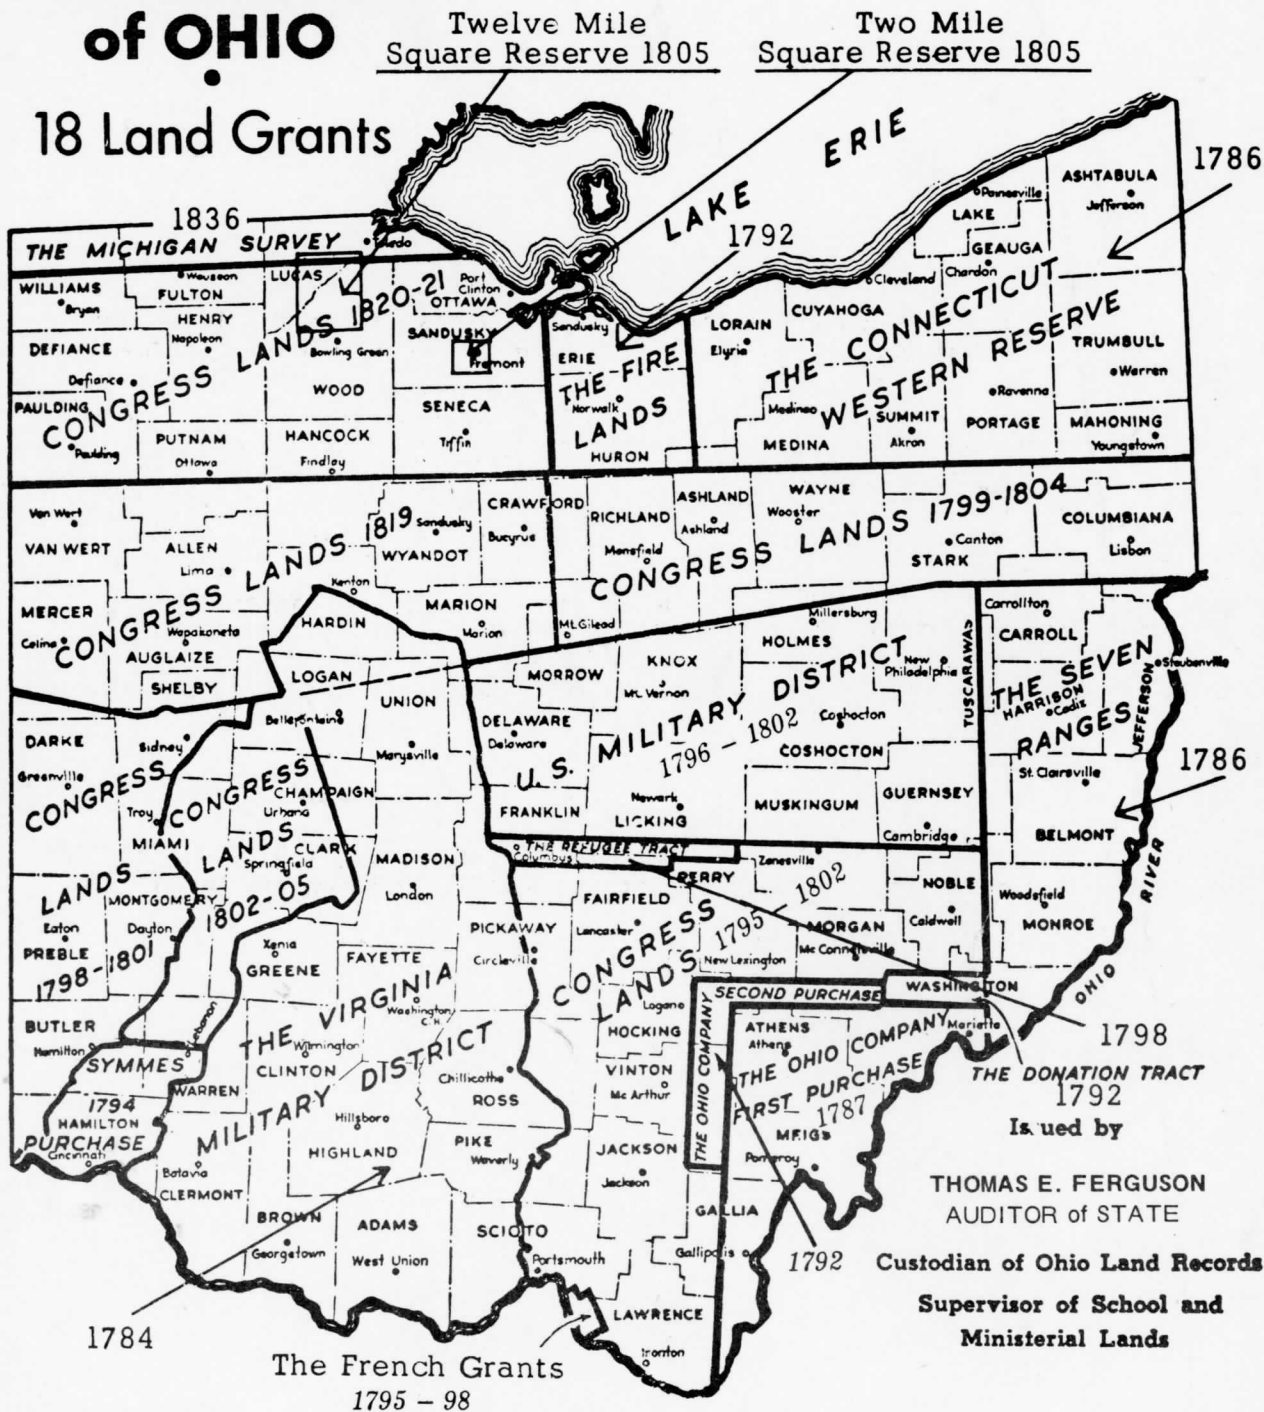 of OHIO
18 Land Grants
Twelve Mile
Square Reserve 1805
Two Mile
Square Reserve 1805
LAKE ERIE
1786
1836
THE MICHIGAN SURVEY
Toledo
1792
Painesville
LAKE
ASHTABULA
Jefferson
GEAUGA
Chardon
Cleveland
WILLIAMS
Bryan
Wauseon
FULTON
LUCAS
HENRY
Napoleon
CONGRESS LANDS 1820-21
Port
Clinton
OTTAWA
SANDUSKY
Fremont
Sandusky
ERIE
THE FIRE
LANDS
Norwalk
HURON
LORAIN
Elyria
CUYAHOGA
THE CONNECTICUT
WESTERN RESERVE
TRUMBULL
Warren
DEFIANCE
Defiance
Bowling Green
WOOD
SENECA
Tiffin
Medina
MEDINA
SUMMIT
Akron
Ravenna
PORTAGE
MAHONING
Youngstown
PAULDING
Paulding
PUTNAM
Ottawa
HANCOCK
Findlay
Van Wert
VAN WERT
ALLEN
Lima
CONGRESS LANDS 1819
Sandusky
WYANDOT
CRAWFORD
Bucyrus
RICHLAND
Mansfield
ASHLAND
Ashland
WAYNE
Wooster
CONGRESS LANDS 1799-1804
Canton
STARK
COLUMBIANA
Lisbon
MERCER
Celina
Wapakoneta
AUGLAIZE
Kenton
HARDIN
MARION
Marion
Mt.Gilead
MORROW
Millersburg
HOLMES
KNOX
Mt. Vernon
New
Philadelphia
TUSCARAWAS
Carrollton
CARROLL
THE SEVEN
RANGES
HARRISON
Cadiz
JEFFERSON
Steubenville
SHELBY
LOGAN
Bellefontaine
UNION
Marysville
DELAWARE
Delaware
U.S. MILITARY DISTRICT
1796 - 1802
Coshocton
COSHOCTON
St. Clairsville
1786
DARKE
Greenville
Sidney
CONGRESS
LANDS
1798-1801
Troy
MIAMI
CONGRESS
LANDS
1802-05
CHAMPAIGN
Urbana
Springfield
CLARK
FRANKLIN
Newark
LICKING
MUSKINGUM
GUERNSEY
Cambridge
BELMONT
Columbus
THE REFUGEE TRACT
PERRY
Zanesville
MADISON
London
MONTGOMERY
Dayton
Eaton
PREBLE
Xenia
GREENE
FAYETTE
Washington
C.H.
PICKAWAY
Circleville
FAIRFIELD
Lancaster
CONGRESS
LANDS
1795 - 1802
New Lexington
MORGAN
Mc Connelsville
NOBLE
Caldwell
Woodsfield
MONROE
OHIO RIVER
BUTLER
Hamilton
Lebanon
WARREN
SYMMES
1794
HAMILTON
PURCHASE
Cincinnati
THE VIRGINIA
MILITARY DISTRICT
Wilmington
CLINTON
Chillicothe
ROSS
Logan
HOCKING
VINTON
Mc Arthur
THE OHIO COMPANY
SECOND PURCHASE
WASHINGTON
Marietta
ATHENS
Athens
THE OHIO COMPANY
FIRST PURCHASE
1787
MEIGS
Pomeroy
1798
THE DONATION TRACT
1792
Batavia
CLERMONT
Hillsboro
HIGHLAND
PIKE
Waverly
JACKSON
Jackson
BROWN
Georgetown
ADAMS
West Union
SCIOTO
Portsmouth
GALLIA
Gallipolis
1792
LAWRENCE
Ironton
1784
The French Grants
1795 - 98
Issued by
THOMAS E. FERGUSON
AUDITOR of STATE
Custodian of Ohio Land Records
Supervisor of School and
Ministerial Lands